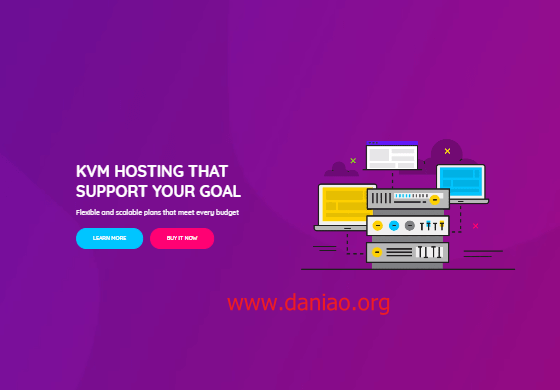 KVM HOSTING THAT
SUPPORT YOUR GOAL
Flexible and scalable plans that meet every budget
LEARN MORE
BUY IT NOW
www.daniao.org